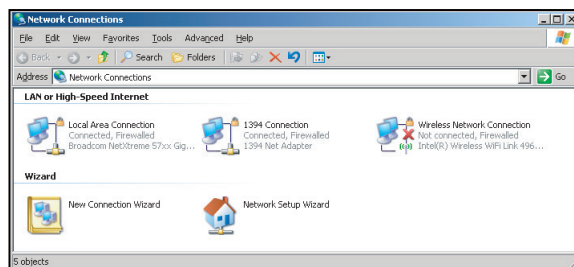 Network Connections
File Edit View Favorites Tools Advanced Help
Back Search Folders
Address Network Connections Go
LAN or High-Speed Internet
Local Area Connection
Connected, Firewalled
Broadcom NetXtreme 57xx Gig...
1394 Connection
Connected, Firewalled
1394 Net Adapter
Wireless Network Connection
Not connected, Firewalled
Intel(R) Wireless WiFi Link 496...
Wizard
New Connection Wizard
Network Setup Wizard
5 objects